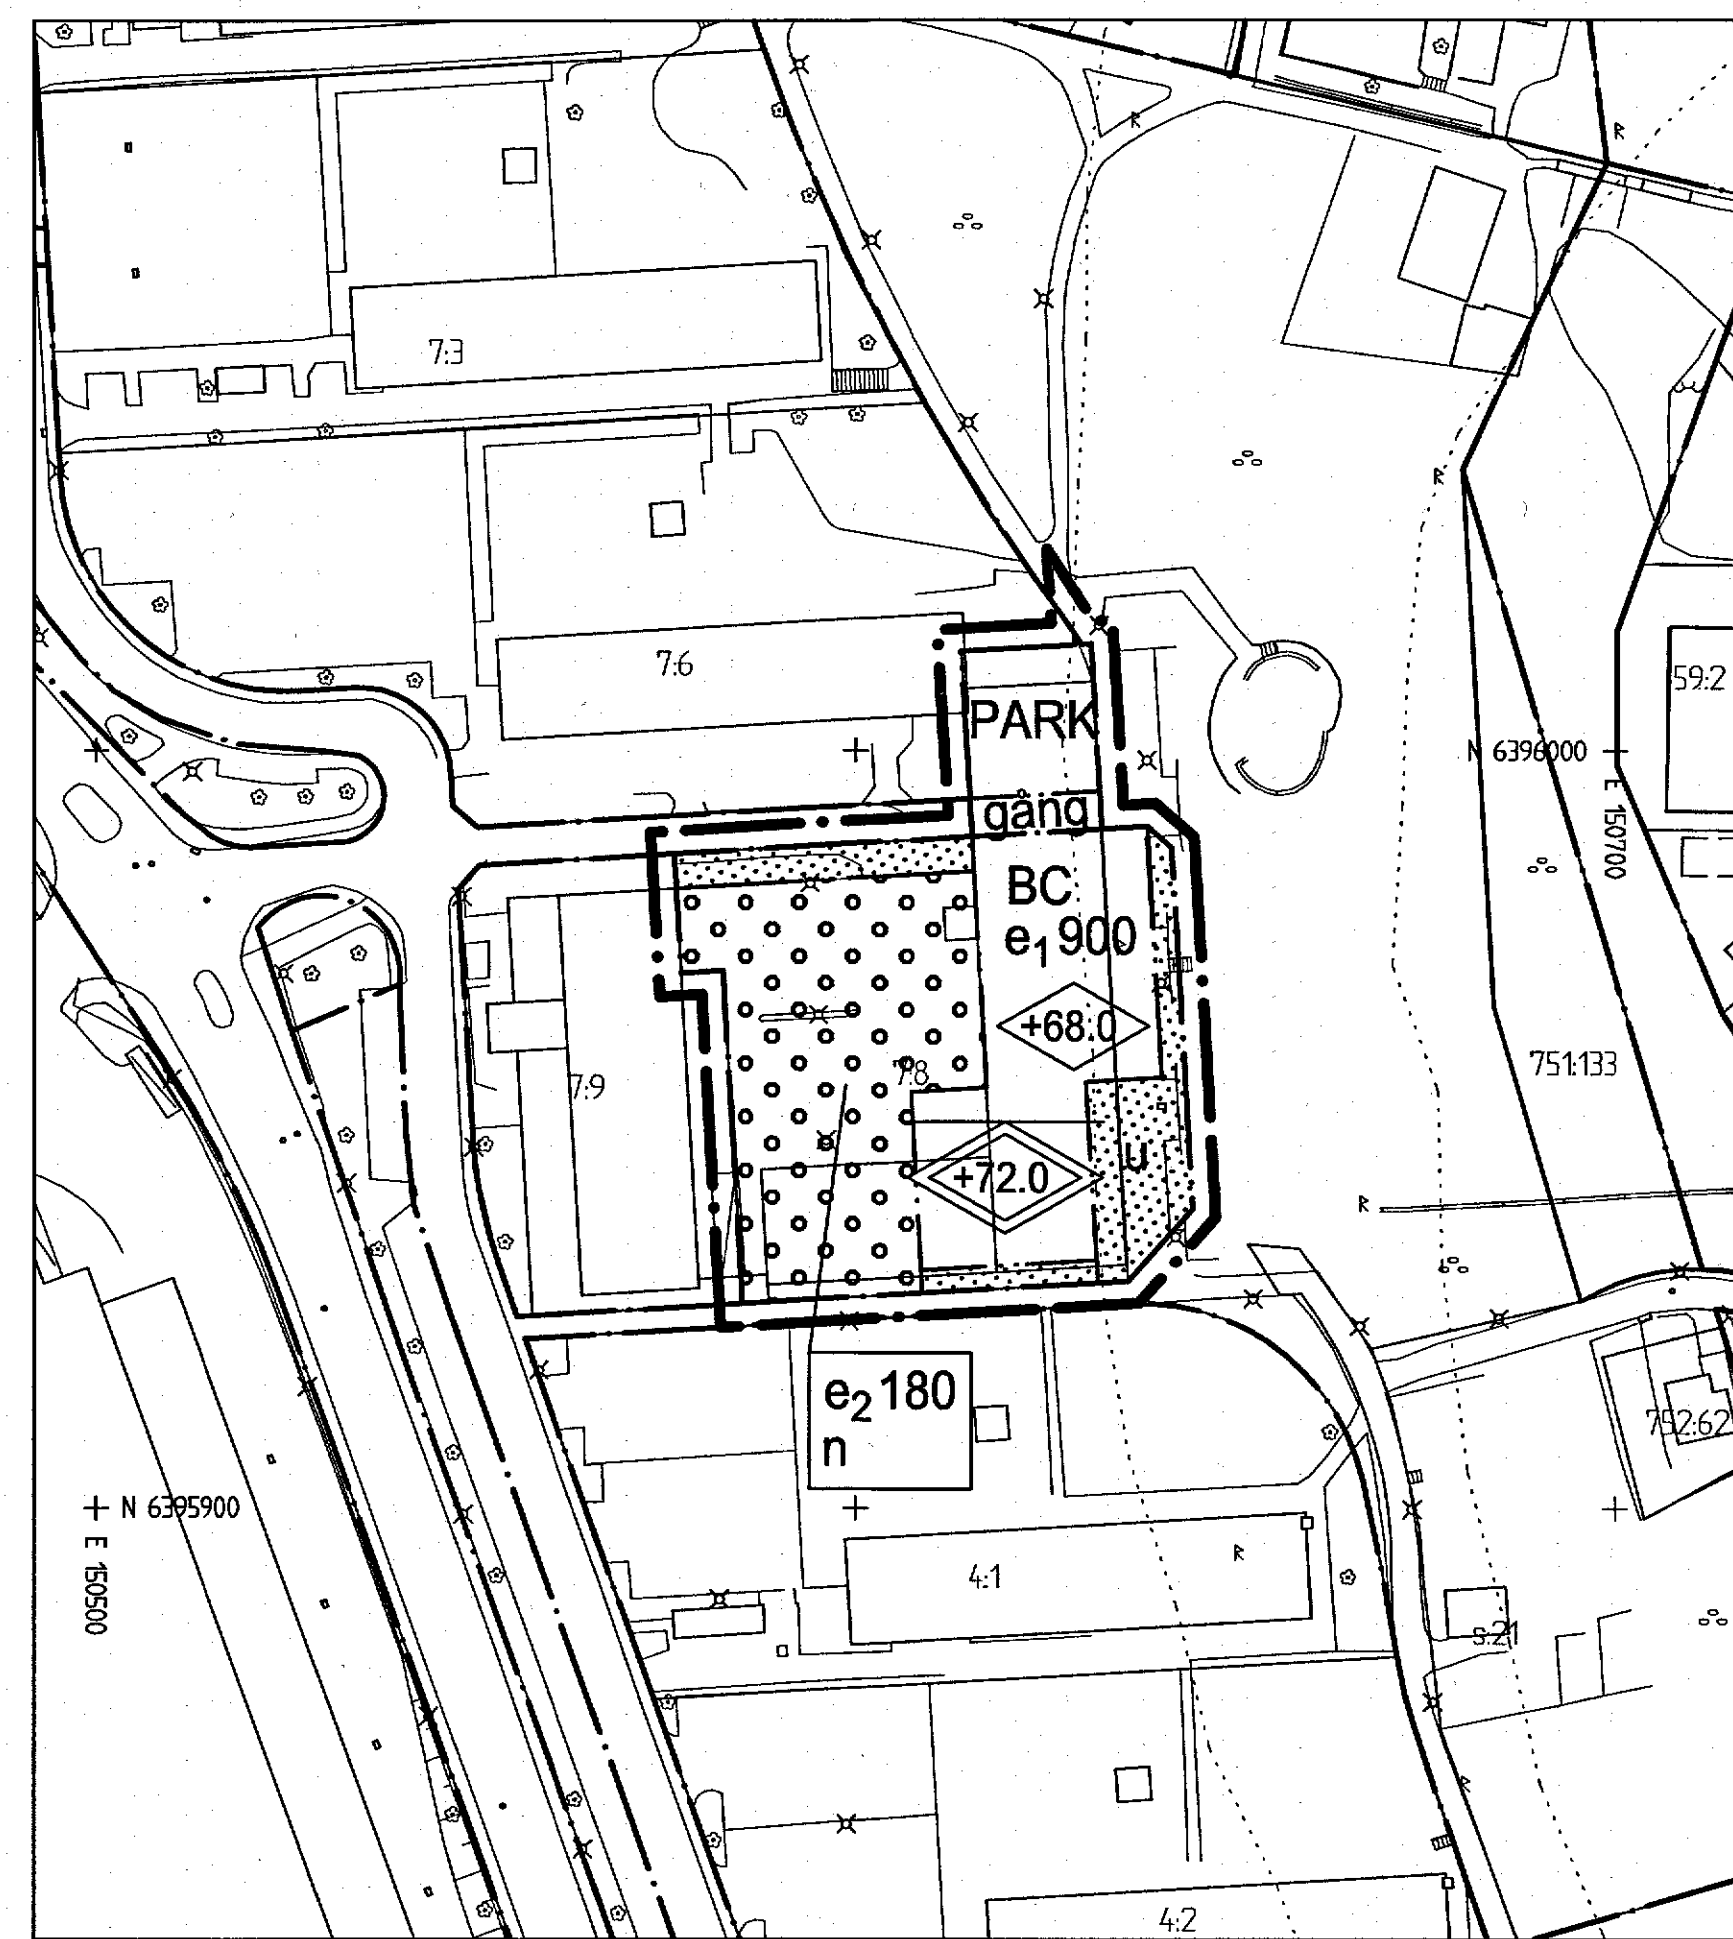 7:3
7:6
59:2
PARK
N 6396000
E 150700
gång
BC
e₁ 900
+68.0
751:133
7:8
7:9
u
+72.0
e₂ 180
n
752:62
N 6395900
E 150500
4:1
s:21
4:2